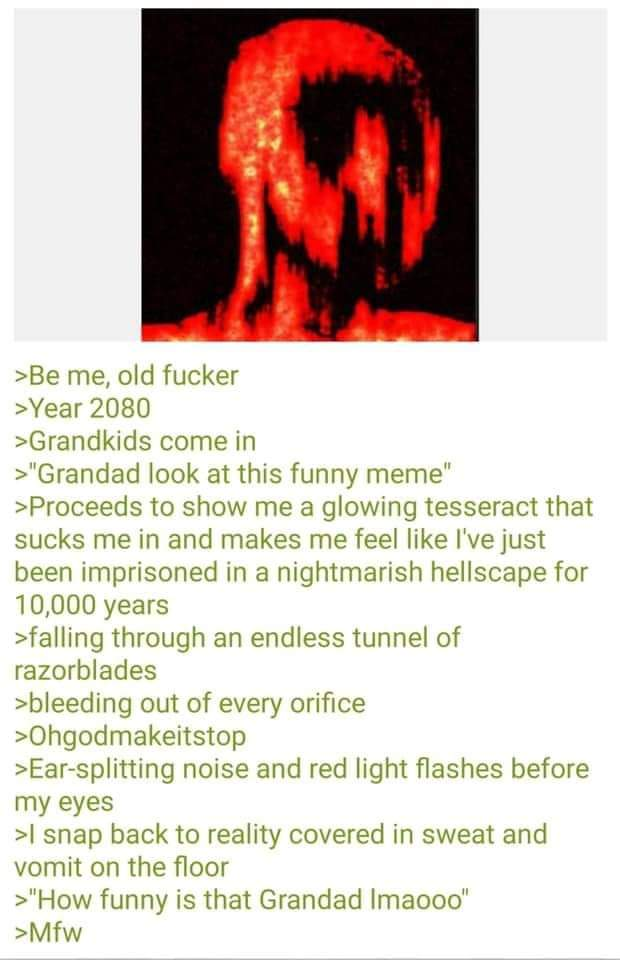 >Be me, old fucker
>Year 2080
>Grandkids come in
>"Grandad look at this funny meme"
>Proceeds to show me a glowing tesseract that
sucks me in and makes me feel like I've just
been imprisoned in a nightmarish hellscape for
10,000 years
>falling through an endless tunnel of
razorblades
>bleeding out of every orifice
>Ohgodmakeitstop
>Ear-splitting noise and red light flashes before
my eyes
>I snap back to reality covered in sweat and
vomit on the floor
>"How funny is that Grandad lmaooo"
>Mfw